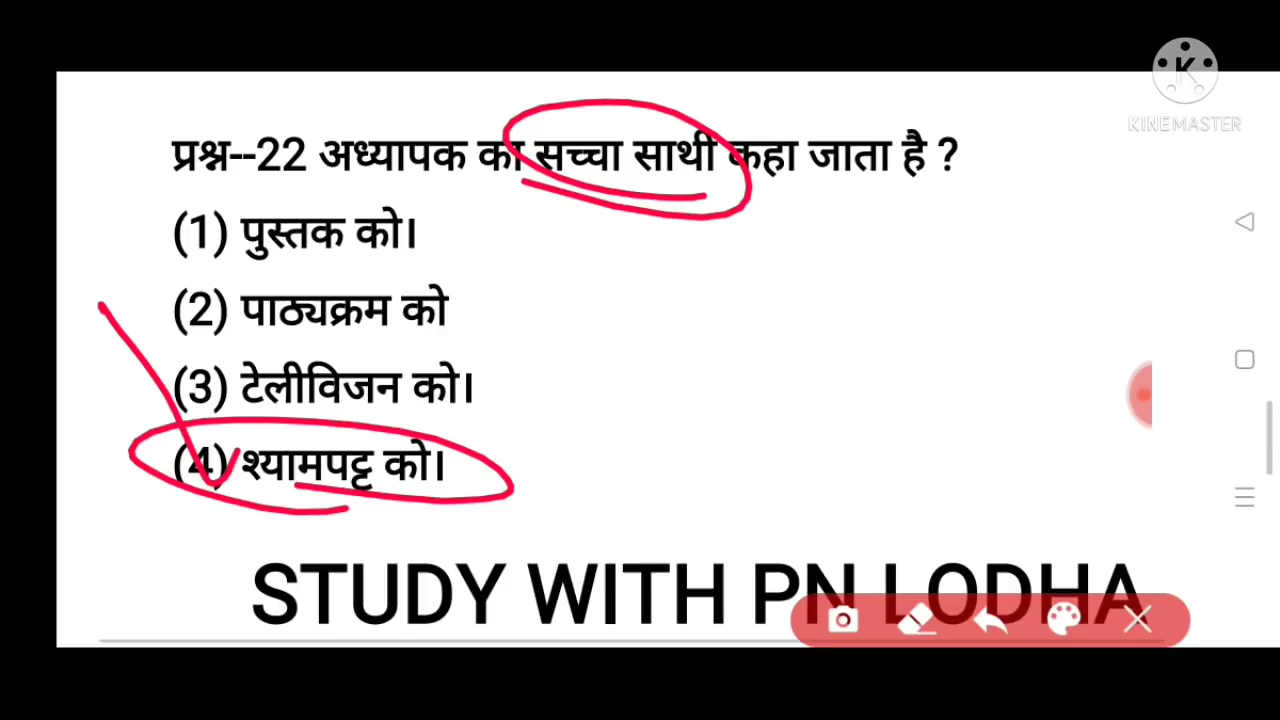 KINEMASTER
प्रश्न--22 अध्यापक का सच्चा साथी कहा जाता है ?
(1) पुस्तक को।
(2) पाठ्यक्रम को
(3) टेलीविजन को।
(4) श्यामपट्ट को।
STUDY WITH PN LODHA